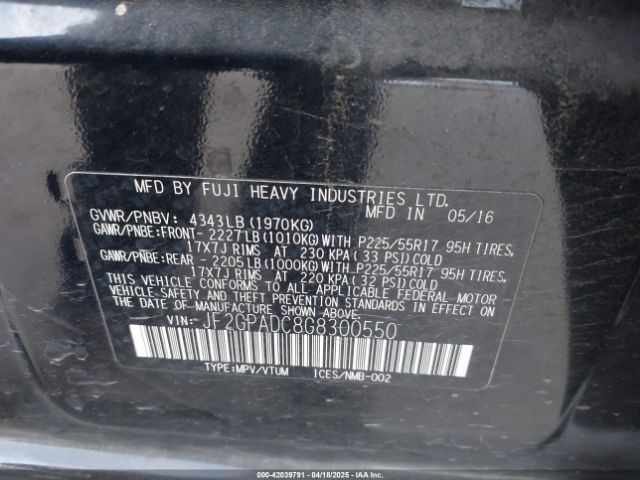 MFD BY FUJI HEAVY INDUSTRIES LTD.
MFD IN 05/16
GVWR/PNBV: 4343LB(1970KG)
GAWR/PNBE:FRONT- 2227LB(1010KG)WITH P225/55R17 95H TIRES,
17X7J RIMS AT 230 KPA( 33 PSI)COLD
GAWR/PNBE:REAR - 2205LB(1000KG)WITH P225/55R17 95H TIRES,
17X7J RIMS AT 220 KPA( 32 PSI)COLD
THIS VEHICLE CONFORMS TO ALL APPLICABLE FEDERAL MOTOR
VEHICLE SAFETY AND THEFT PREVENTION STANDARDS IN EFFECT ON
THE DATE OF MANUFACTURE SHOWN ABOVE.
VIN:- JF2GPADC8G8300550
TYPE:MPV/VTUM ICES/NMB-002
000-42039791 - 04/18/2025 - IAAI.COM